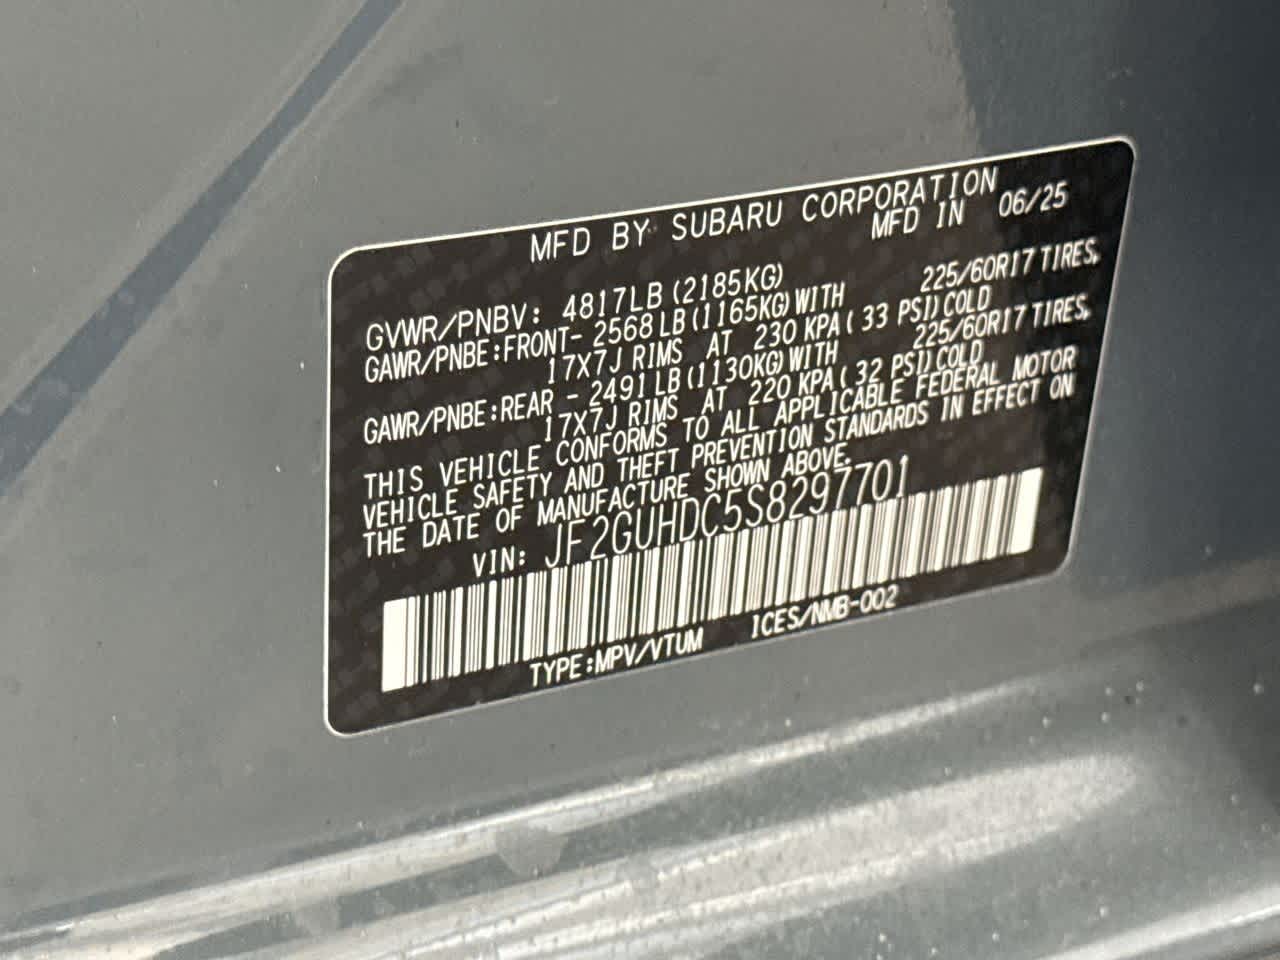 MFD BY SUBARU CORPORATION
MFD IN 06/25
GVWR/PNBV: 4817LB (2185KG)
GAWR/PNBE:FRONT- 2568LB (1165KG) WITH 225/60R17 TIRES,
17X7J RIMS AT 230 KPA ( 33 PSI) COLD
GAWR/PNBE:REAR - 2491LB (1130KG) WITH 225/60R17 TIRES,
17X7J RIMS AT 220 KPA ( 32 PSI) COLD
THIS VEHICLE CONFORMS TO ALL APPLICABLE FEDERAL MOTOR
VEHICLE SAFETY AND THEFT PREVENTION STANDARDS IN EFFECT ON
THE DATE OF MANUFACTURE SHOWN ABOVE.
VIN: JF2GUHDC5S8297701
TYPE:MPV/VTUM ICES/NMB-002